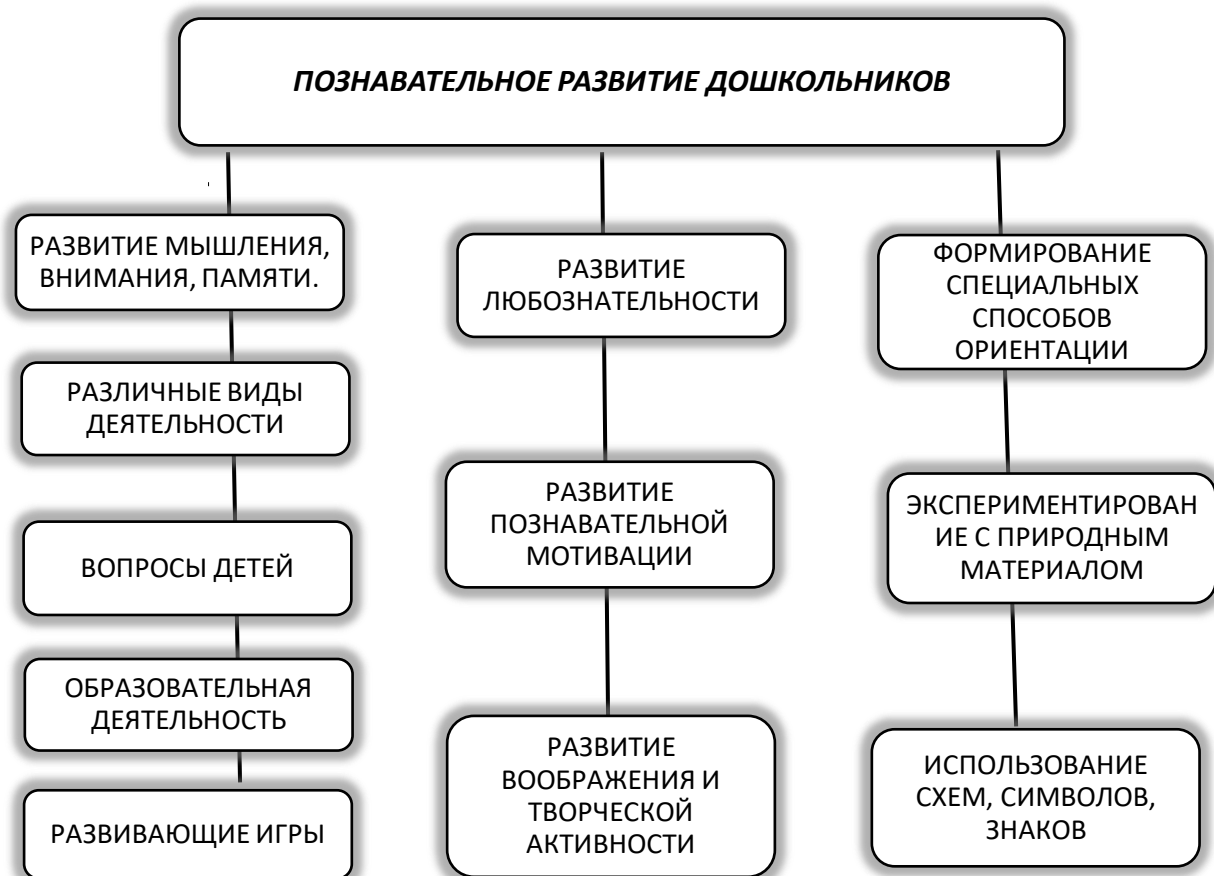 ПОЗНАВАТЕЛЬНОЕ РАЗВИТИЕ ДОШКОЛЬНИКОВ
РАЗВИТИЕ МЫШЛЕНИЯ,
ВНИМАНИЯ, ПАМЯТИ.
РАЗЛИЧНЫЕ ВИДЫ
ДЕЯТЕЛЬНОСТИ
ВОПРОСЫ ДЕТЕЙ
ОБРАЗОВАТЕЛЬНАЯ
ДЕЯТЕЛЬНОСТЬ
РАЗВИВАЮЩИЕ ИГРЫ
РАЗВИТИЕ
ЛЮБОЗНАТЕЛЬНОСТИ
РАЗВИТИЕ
ПОЗНАВАТЕЛЬНОЙ
МОТИВАЦИИ
РАЗВИТИЕ
ВООБРАЖЕНИЯ И
ТВОРЧЕСКОЙ
АКТИВНОСТИ
ФОРМИРОВАНИЕ
СПЕЦИАЛЬНЫХ
СПОСОБОВ
ОРИЕНТАЦИИ
ЭКСПЕРИМЕНТИРОВАН
ИЕ С ПРИРОДНЫМ
МАТЕРИАЛОМ
ИСПОЛЬЗОВАНИЕ
СХЕМ, СИМВОЛОВ,
ЗНАКОВ